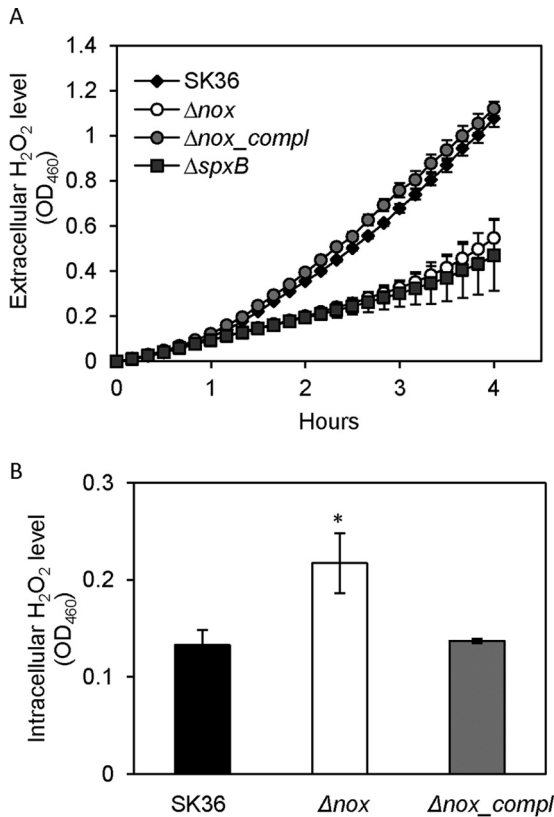 A
1.4
1.2
1
0.8
0.6
0.4
0.2
0
Extracellular H₂O₂ level
(OD₄₆₀)
SK36
Δnox
Δnox_compl
ΔspxB
0 1 2 3 4
Hours
B
0.3
0.2
0.1
0
Intracellular H₂O₂ level
(OD₄₆₀)
*
SK36 Δnox Δnox_compl